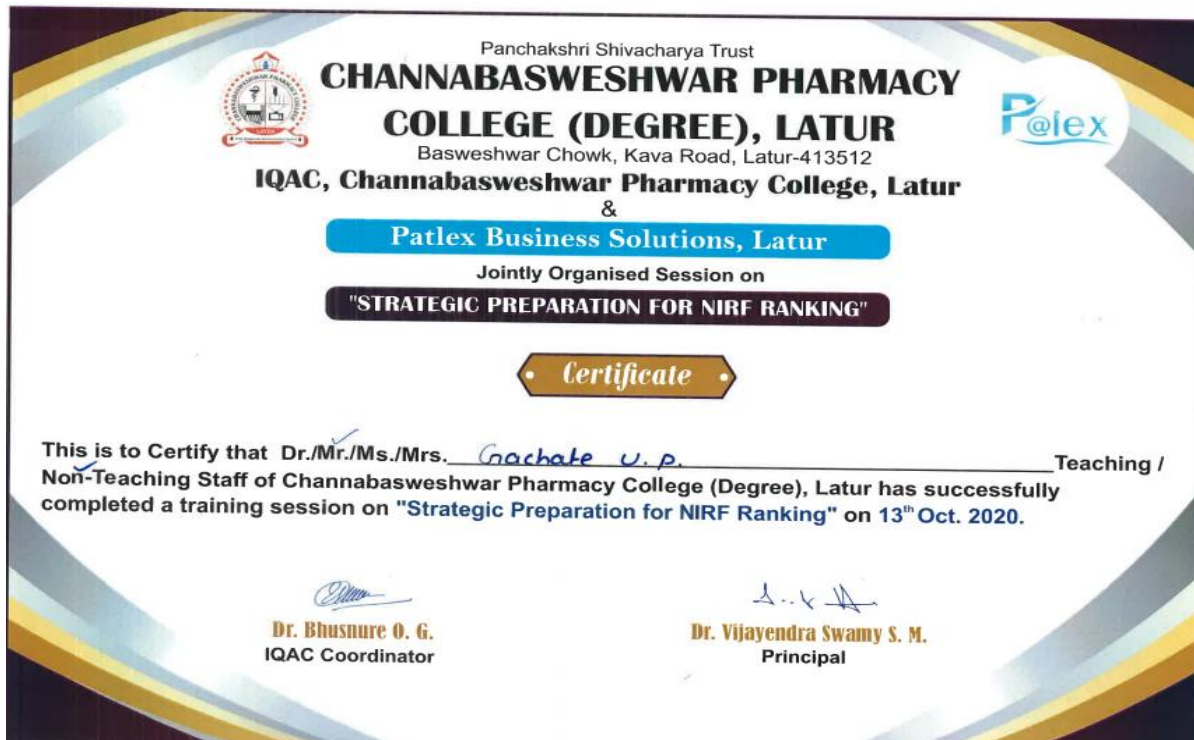 Panchakshri Shivacharya Trust
CHANNABASWESHWAR PHARMACY
COLLEGE (DEGREE), LATUR
Basweshwar Chowk, Kava Road, Latur-413512
IQAC, Channabasweshwar Pharmacy College, Latur
&
Patlex Business Solutions, Latur
Jointly Organised Session on
"STRATEGIC PREPARATION FOR NIRF RANKING"
P@lex
Certificate
This is to Certify that Dr./Mr./Ms./Mrs. Gachate U. P. Teaching /
Non-Teaching Staff of Channabasweshwar Pharmacy College (Degree), Latur has successfully
completed a training session on "Strategic Preparation for NIRF Ranking" on 13th Oct. 2020.
Dr. Bhusnure O. G.
IQAC Coordinator
Dr. Vijayendra Swamy S. M.
Principal